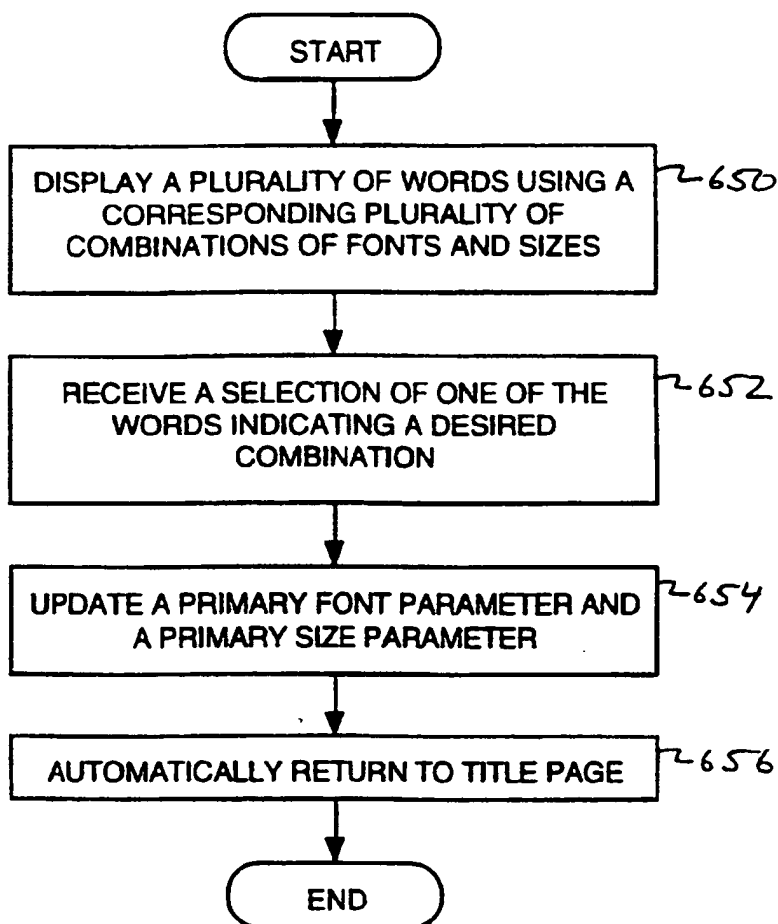 START
DISPLAY A PLURALITY OF WORDS USING A
CORRESPONDING PLURALITY OF
COMBINATIONS OF FONTS AND SIZES
650
RECEIVE A SELECTION OF ONE OF THE
WORDS INDICATING A DESIRED
COMBINATION
652
UPDATE A PRIMARY FONT PARAMETER AND
A PRIMARY SIZE PARAMETER
654
AUTOMATICALLY RETURN TO TITLE PAGE
656
END